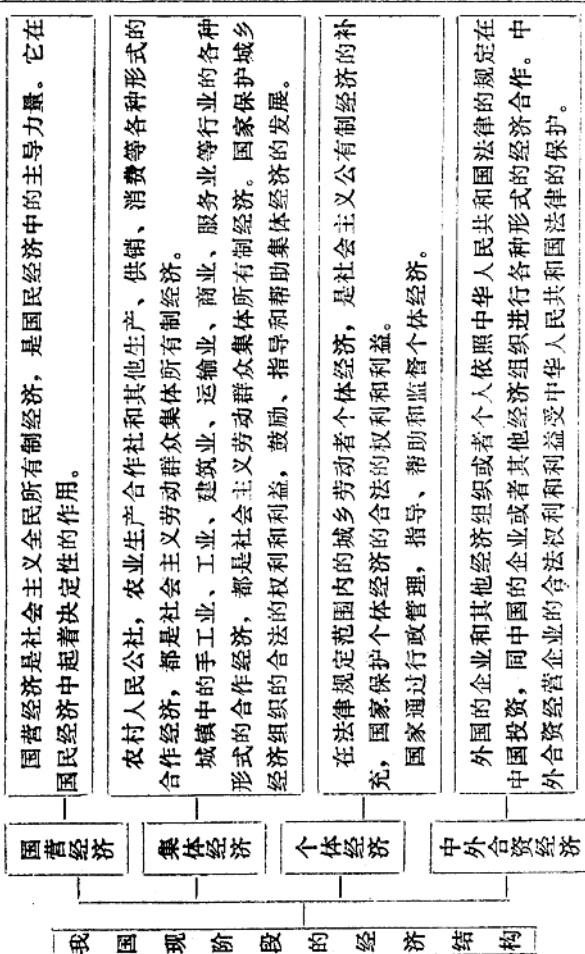 我国现阶段的经济结构
国营经济
国营经济是社会主义全民所有制经济，是国民经济中的主导力量。它在
国民经济中起着决定性的作用。
集体经济
农村人民公社，农业生产合作社和其他生产、供销、消费等各种形式的
合作经济，都是社会主义劳动群众集体所有制经济。
城镇中的手工业、工业、建筑业、运输业、商业、服务业等行业的各种
形式的合作经济，都是社会主义劳动群众集体所有制经济。国家保护城乡
经济组织的合法的权利和利益，鼓励、指导和帮助集体经济的发展。
个体经济
在法律规定范围内的城乡劳动者个体经济，是社会主义公有制经济的补
充，国家保护个体经济的合法的权利和利益。
国家通过行政管理，指导、帮助和监督个体经济。
中外合资经济
外国的企业和其他经济组织或者个人依照中华人民共和国法律的规定在
中国投资，同中国的企业或者其他经济组织进行各种形式的经济合作。中
外合资经营企业的合法权利和利益受中华人民共和国法律的保护。